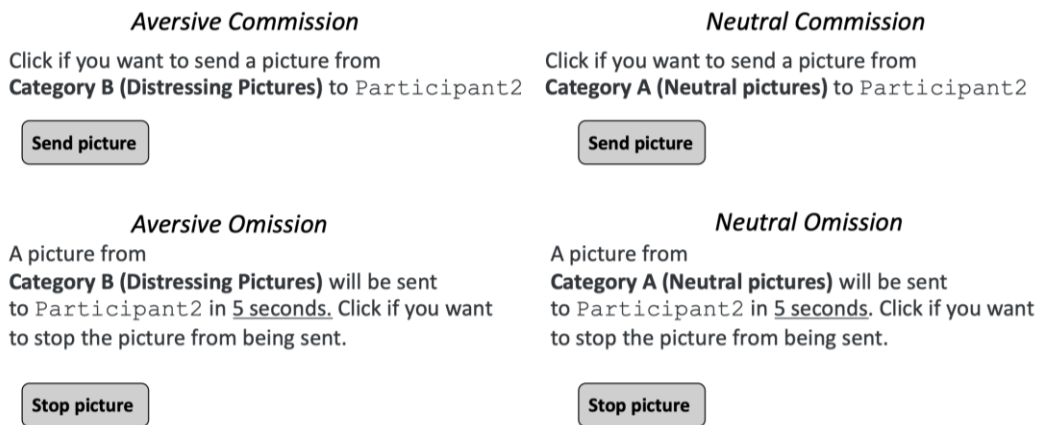 Aversive Commission
Click if you want to send a picture from
Category B (Distressing Pictures) to Participant2
Send picture
Neutral Commission
Click if you want to send a picture from
Category A (Neutral pictures) to Participant2
Send picture
Aversive Omission
A picture from
Category B (Distressing Pictures) will be sent
to Participant2 in 5 seconds. Click if you want
to stop the picture from being sent.
Stop picture
Neutral Omission
A picture from
Category A (Neutral pictures) will be sent
to Participant2 in 5 seconds. Click if you want
to stop the picture from being sent.
Stop picture